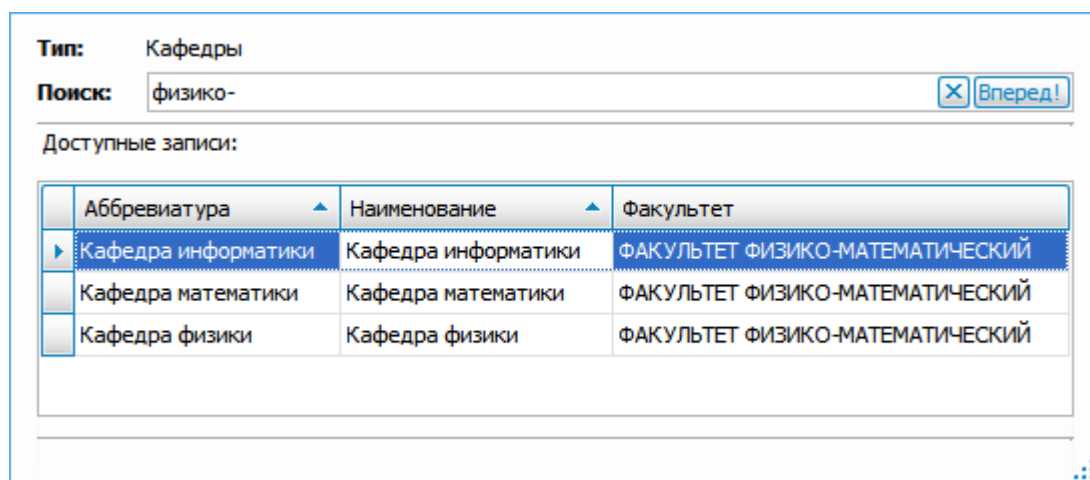 Тип: Кафедры
Поиск: физико- Вперед!
Доступные записи:
Аббревиатура Наименование Факультет
Кафедра информатики Кафедра информатики ФАКУЛЬТЕТ ФИЗИКО-МАТЕМАТИЧЕСКИЙ
Кафедра математики Кафедра математики ФАКУЛЬТЕТ ФИЗИКО-МАТЕМАТИЧЕСКИЙ
Кафедра физики Кафедра физики ФАКУЛЬТЕТ ФИЗИКО-МАТЕМАТИЧЕСКИЙ